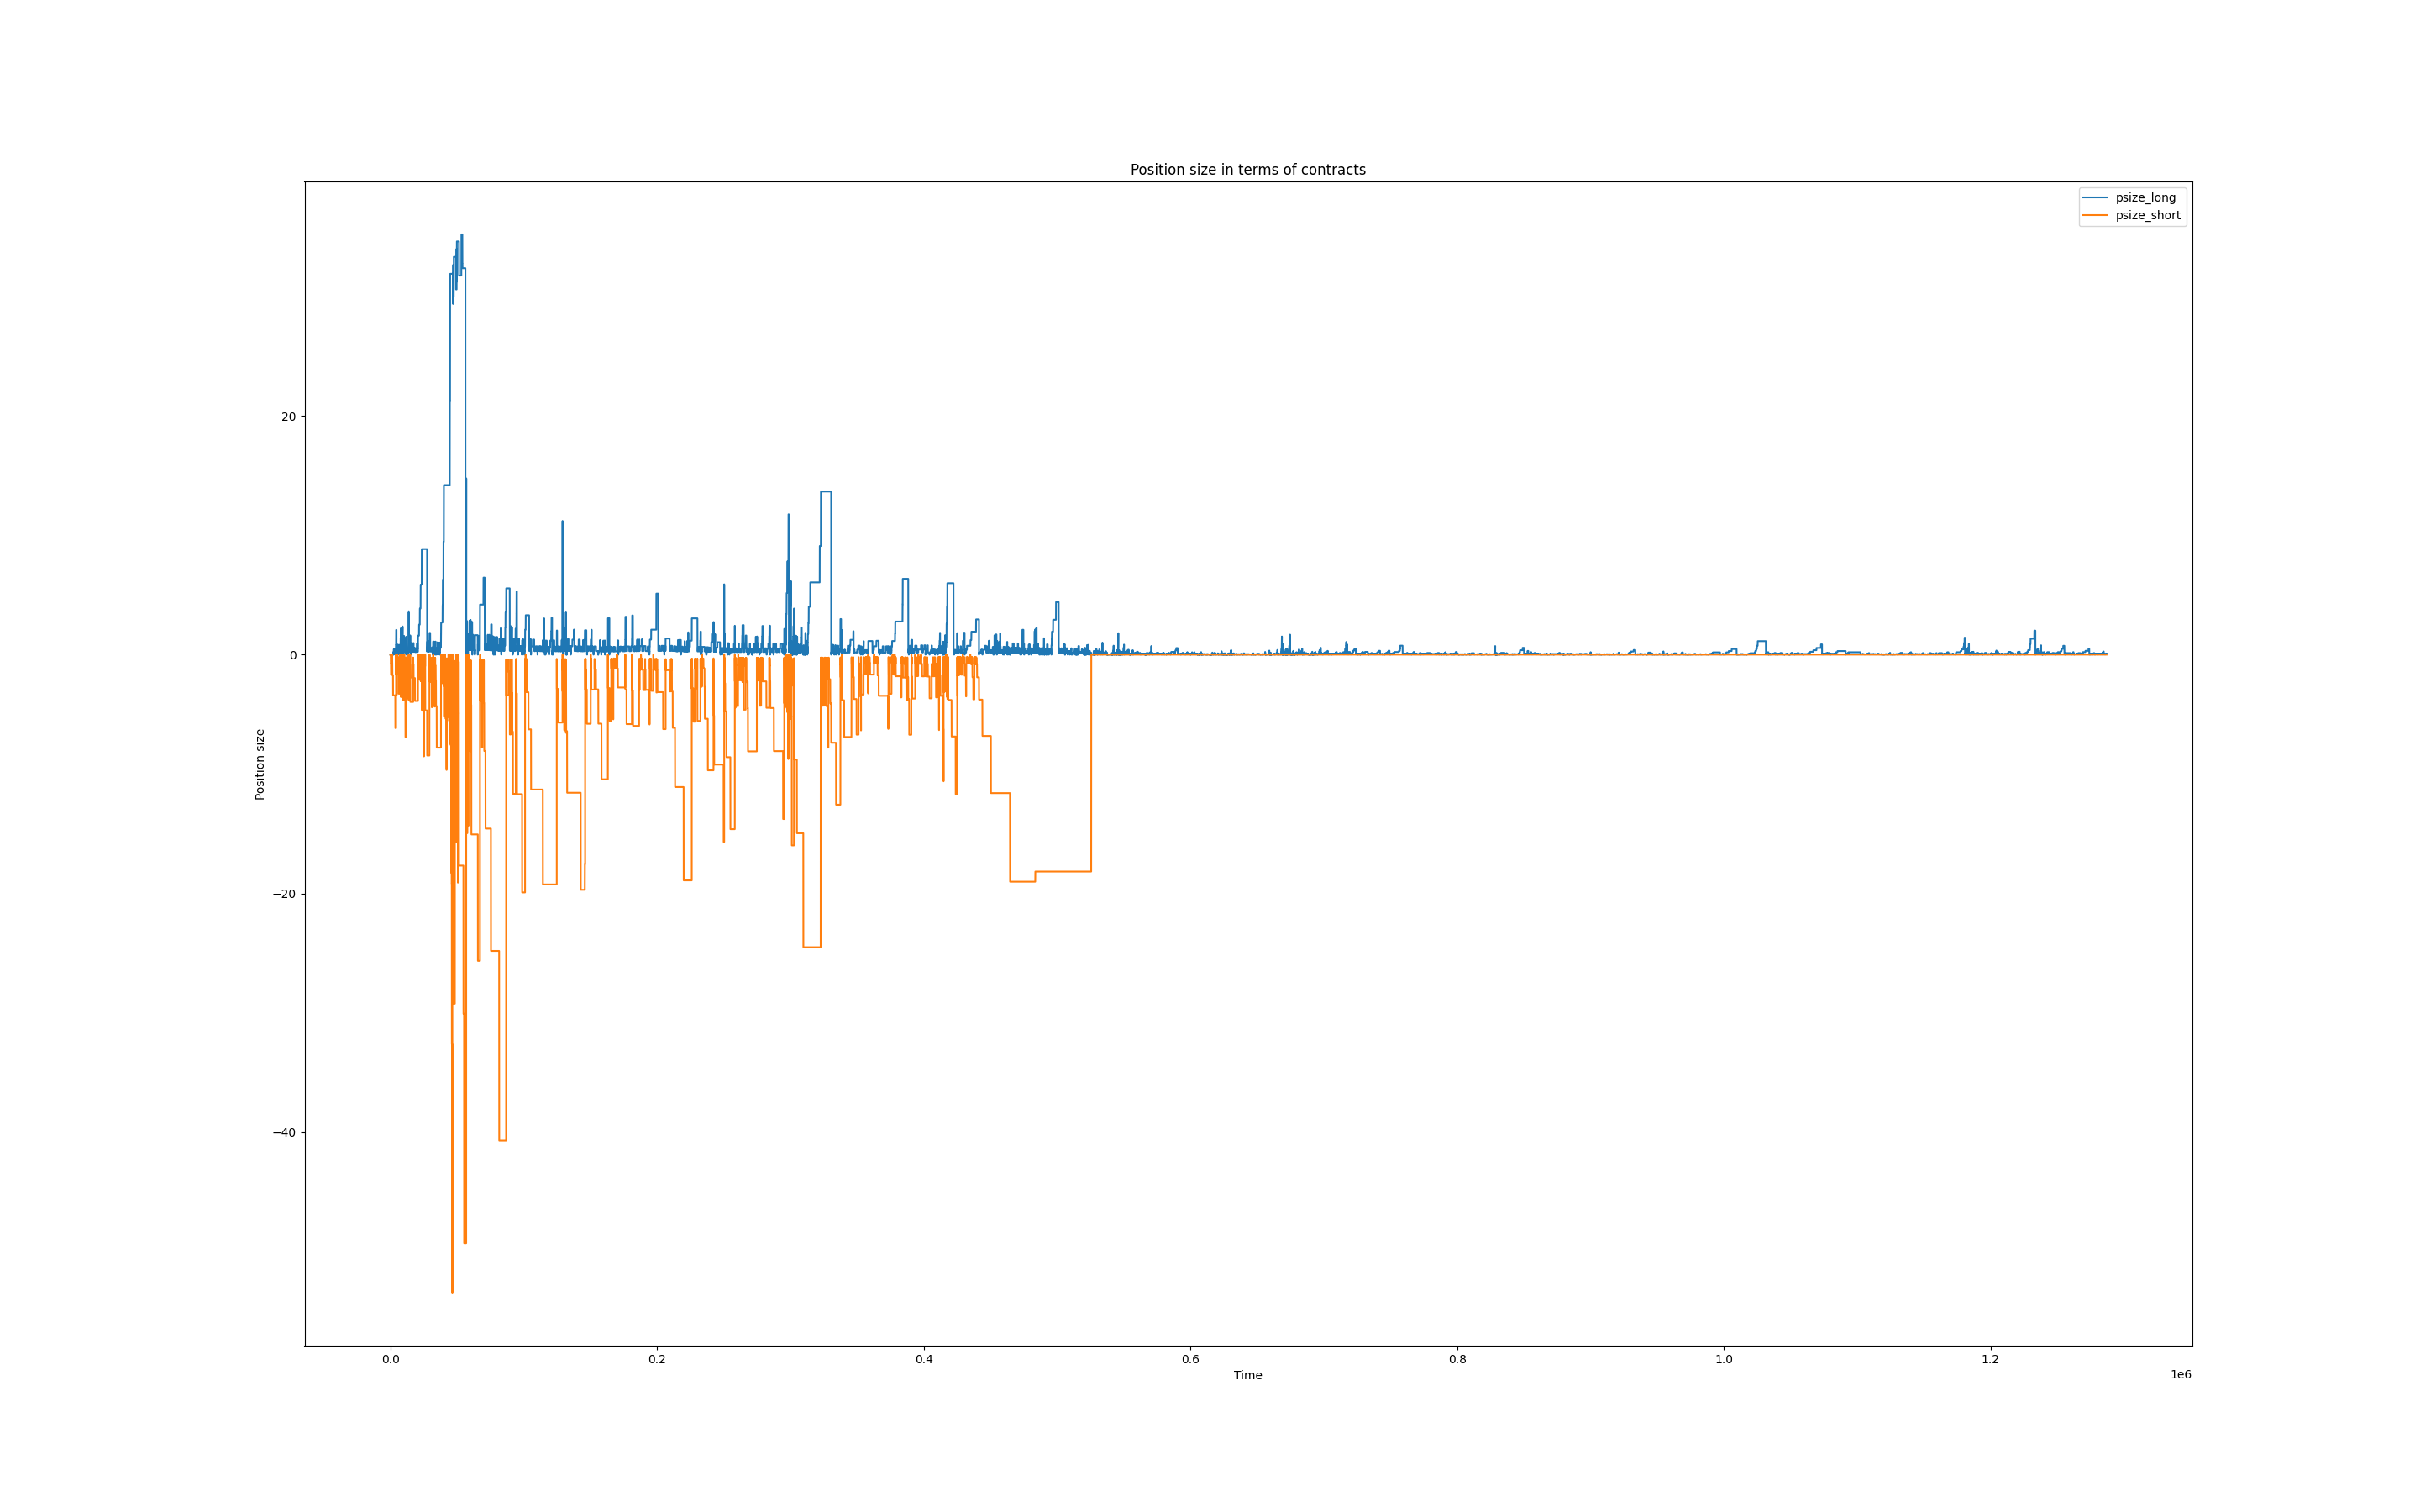 Position size in terms of contracts
psize_long
psize_short
20
0
−20
−40
Position size
0.0
0.2
0.4
0.6
0.8
1.0
1.2
1e6
Time